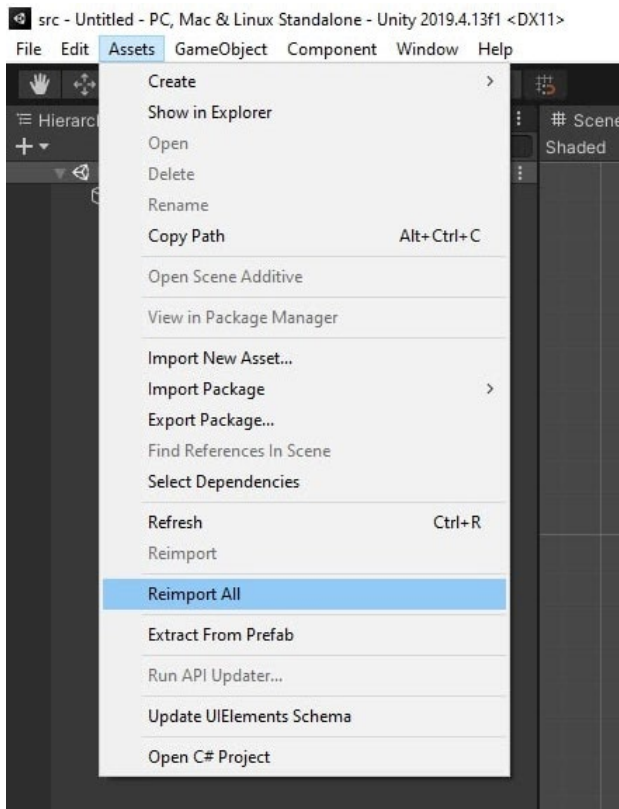 src - Untitled - PC, Mac & Linux Standalone - Unity 2019.4.13f1 <DX11>
File Edit Assets GameObject Component Window Help
Create
Hierarc
# Scene
Show in Explorer
Shaded
Open
Delete
Rename
Copy Path Alt+Ctrl+C
Open Scene Additive
View in Package Manager
Import New Asset...
Import Package
Export Package...
Find References In Scene
Select Dependencies
Refresh Ctrl+R
Reimport
Reimport All
Extract From Prefab
Run API Updater...
Update UIElements Schema
Open C# Project